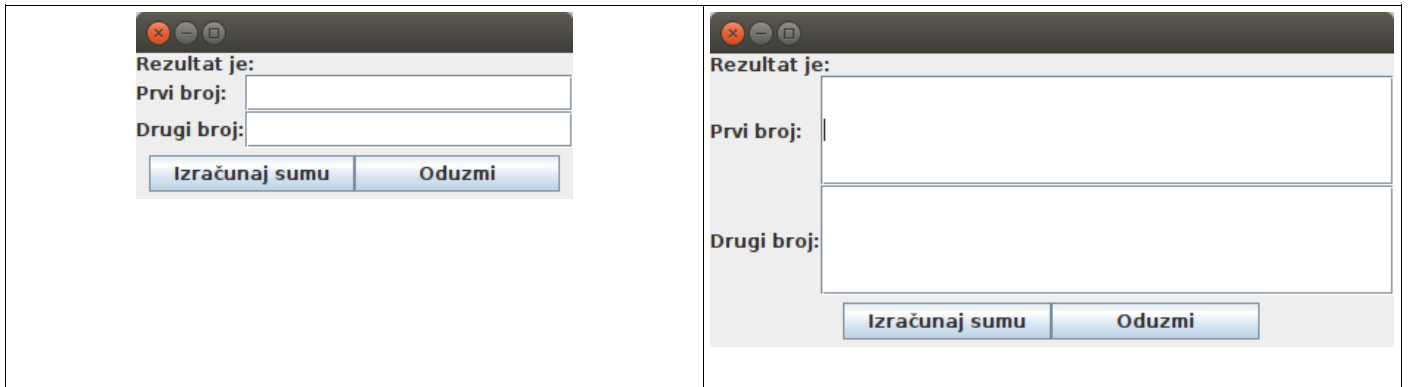 Rezultat je:
Prvi broj:
Drugi broj:
Izračunaj sumu Oduzmi
Rezultat je:
Prvi broj:
Drugi broj:
Izračunaj sumu Oduzmi